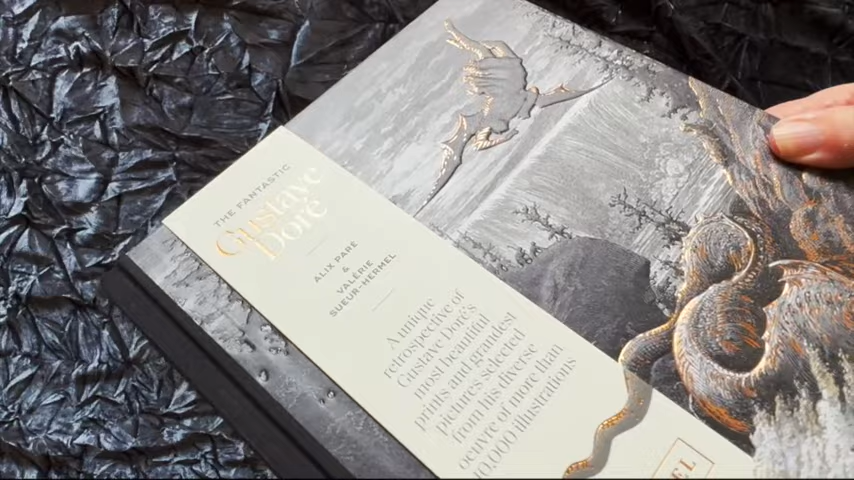 THE FANTASTIC
Gustave
Doré
ALIX PARÉ
&
VALÉRIE
SUEUR-HERMEL
A unique
retrospective of
Gustave Doré's
most beautiful
prints and grandest
pictures selected
from his diverse
oeuvre of more than
10,000 illustrations